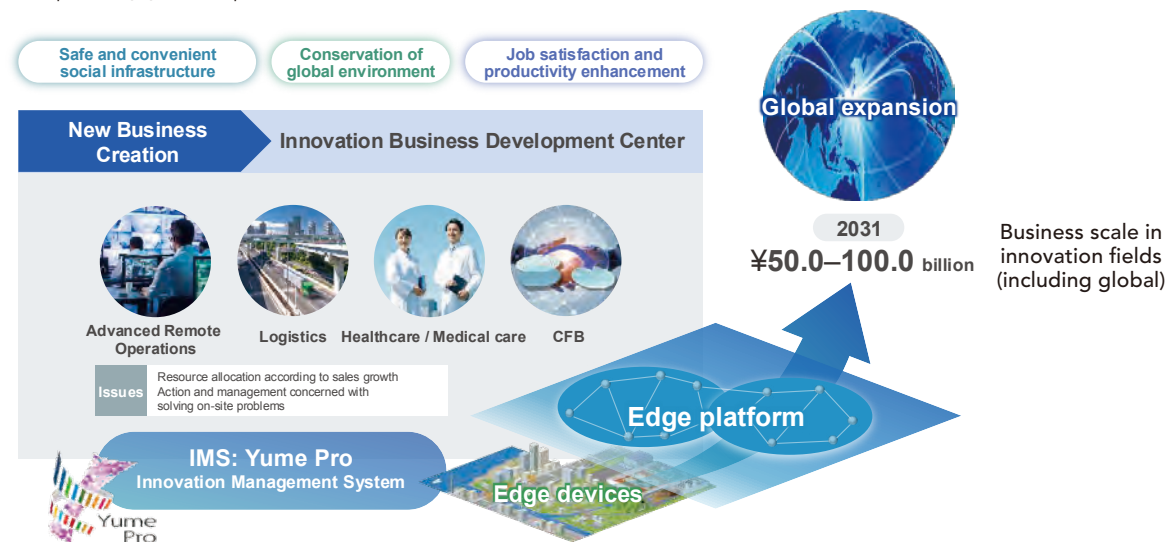 Safe and convenient
social infrastructure
Conservation of
global environment
Job satisfaction and
productivity enhancement
Global expansion
New Business
Creation
Innovation Business Development Center
2031
¥50.0–100.0 billion
Business scale in
innovation fields
(including global)
Advanced Remote
Operations
Logistics
Healthcare / Medical care
CFB
Issues
Resource allocation according to sales growth
Action and management concerned with
solving on-site problems
Edge platform
IMS: Yume Pro
Innovation Management System
Edge devices
Yume
Pro